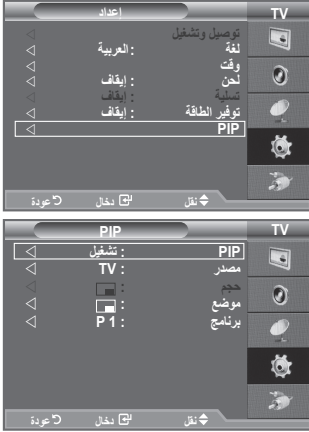 TV
إعداد
توصيل وتشغيل
لغة : العربية
وقت
لحن : إيقاف
تسلية : إيقاف
توفير الطاقة : إيقاف
PIP
نقل دخال عودة
TV
PIP
PIP : تشغيل
مصدر : TV
حجم :
موضع :
برنامج : P 1
نقل دخال عودة